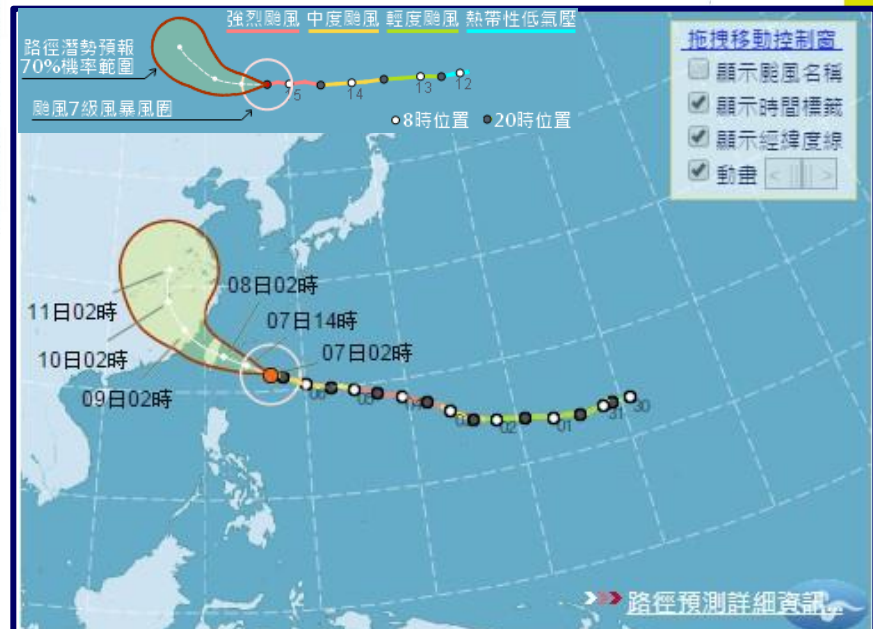 強烈颱風 中度颱風 輕度颱風 熱帶性低氣壓
路徑潛勢預報
70%機率範圍
颱風7級風暴風圈
15 14 13 12
8時位置 20時位置
拖拽移動控制窗
顯示颱風名稱
顯示時間標籤
顯示經緯度線
動畫 < >
08日02時
11日02時
07日14時
10日02時
07日02時
09日02時
06 05 04 03 02 01 31 30
路徑預測詳細資訊...